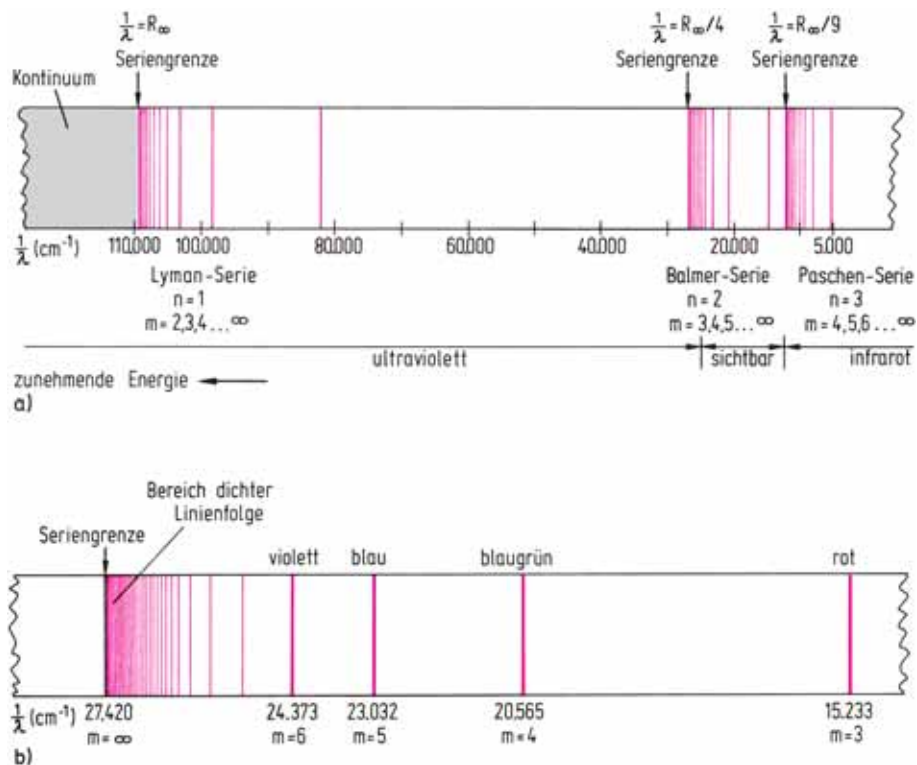 1/λ = R∞
Seriengrenze
1/λ = R∞/4
Seriengrenze
1/λ = R∞/9
Seriengrenze
Kontinuum
1/λ (cm⁻¹) 110.000 100.000 80.000 60.000 40.000 20.000 5.000
Lyman-Serie
n = 1
m = 2,3,4 ... ∞
Balmer-Serie
n = 2
m = 3,4,5... ∞
Paschen-Serie
n = 3
m = 4,5,6... ∞
ultraviolett sichtbar infrarot
zunehmende Energie
a)
Bereich dichter
Linienfolge
Seriengrenze
violett blau blaugrün rot
1/λ (cm⁻¹) 27.420 24.373 23.032 20.565 15.233
m = ∞ m = 6 m = 5 m = 4 m = 3
b)